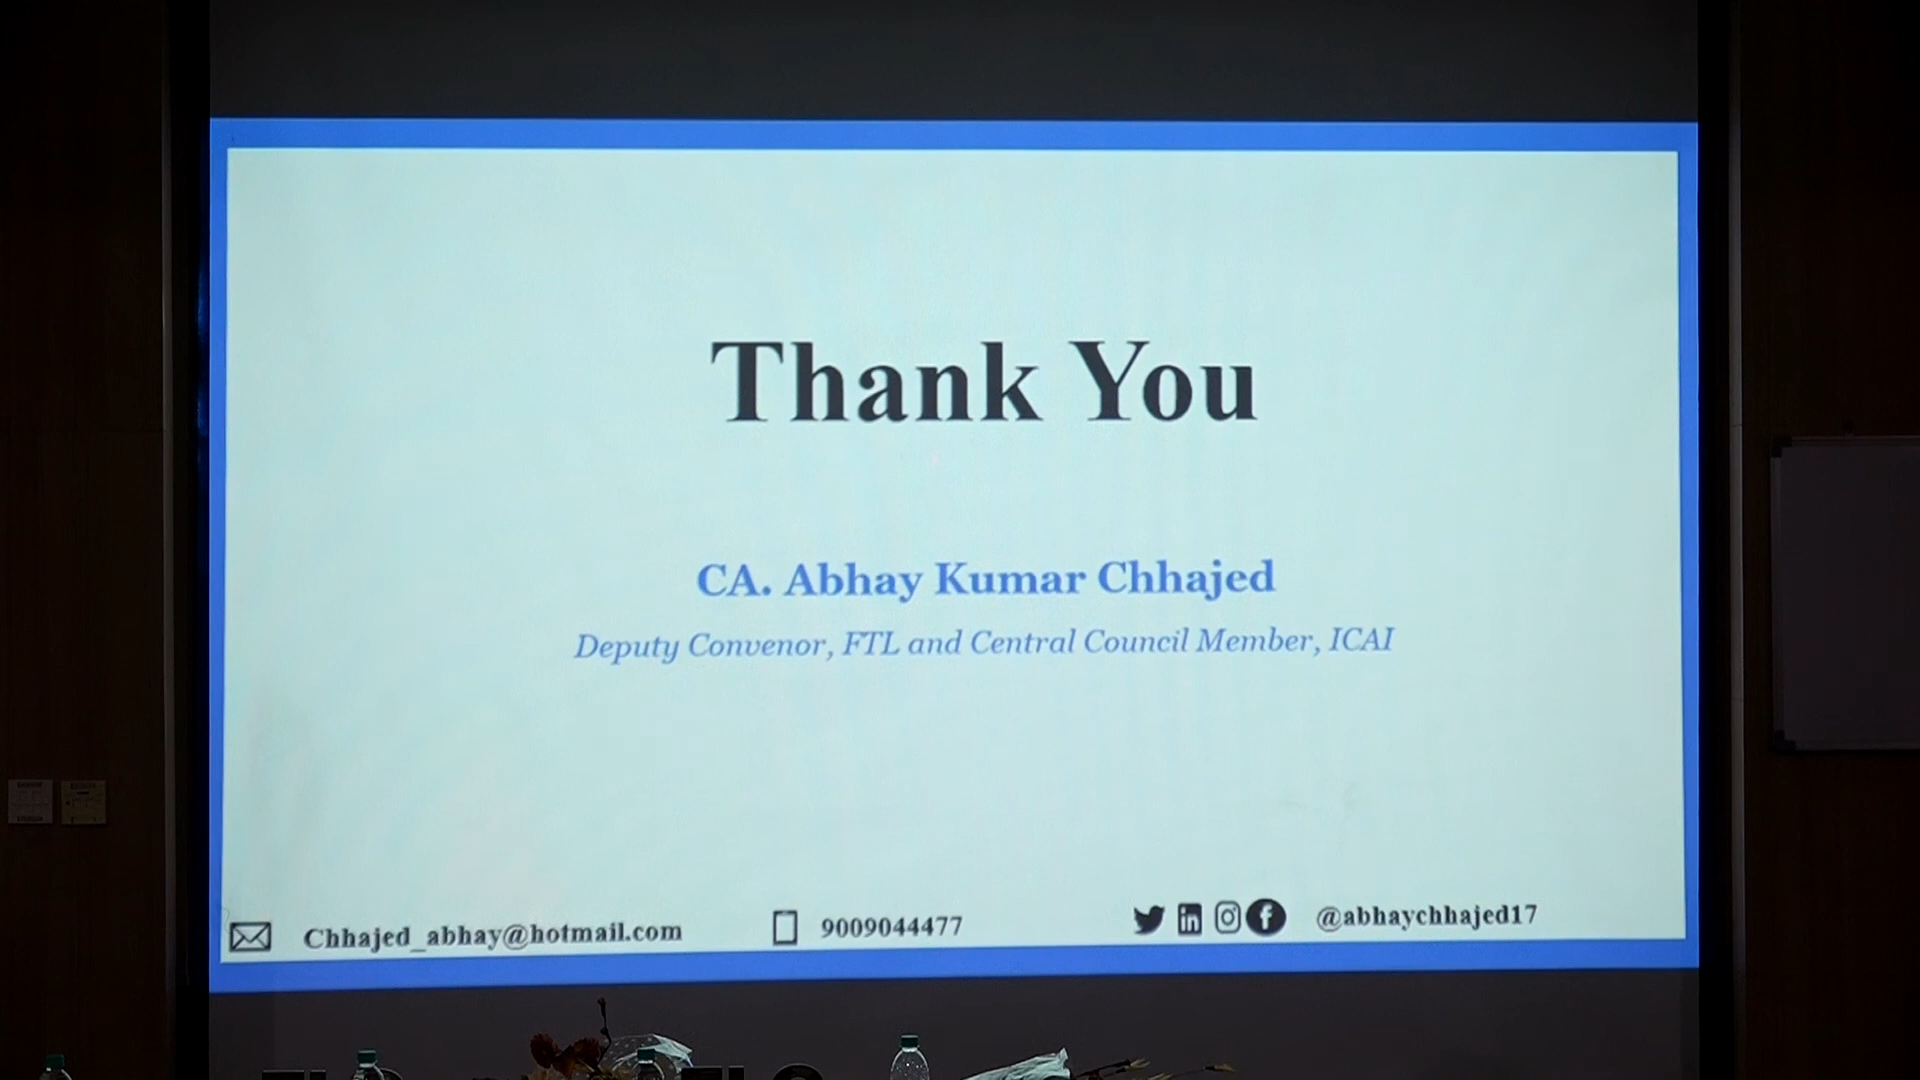 Thank You
CA. Abhay Kumar Chhajed
Deputy Convenor, FTL and Central Council Member, ICAI
Chhajed_abhay@hotmail.com 9009044477 @abhaychhajed17